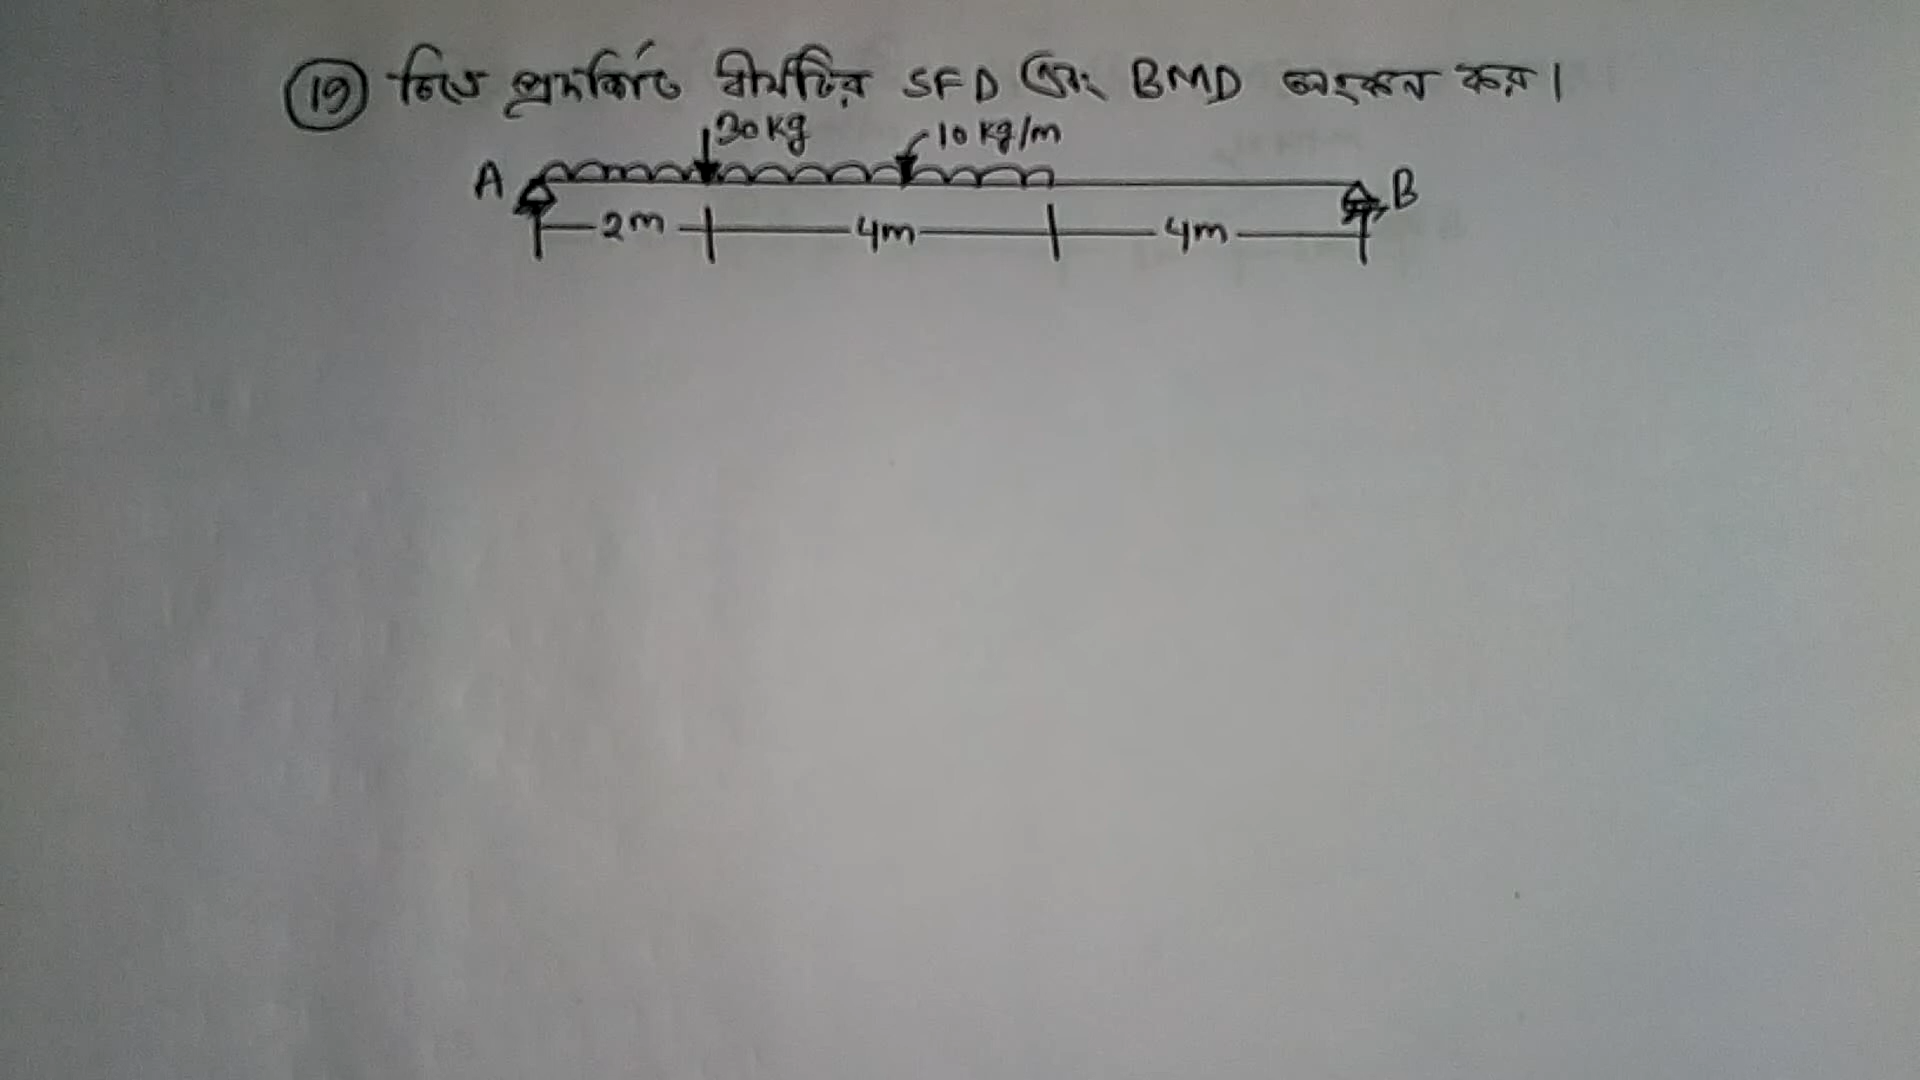 19 নিম্নে প্রদর্শিত বীমটির SFD এবং BMD অংকন কর।
30 kg 10 kg/m
A B
2m 4m 4m